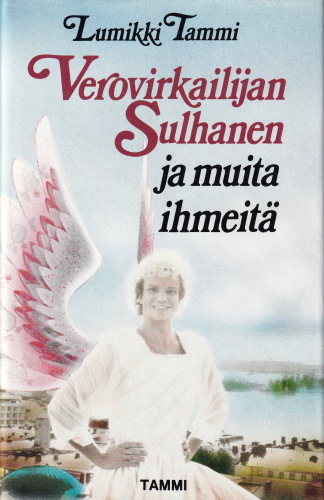 Lumikki Tammi
Verovirkailijan
Sulhanen
ja muita
ihmeitä
TAMMI